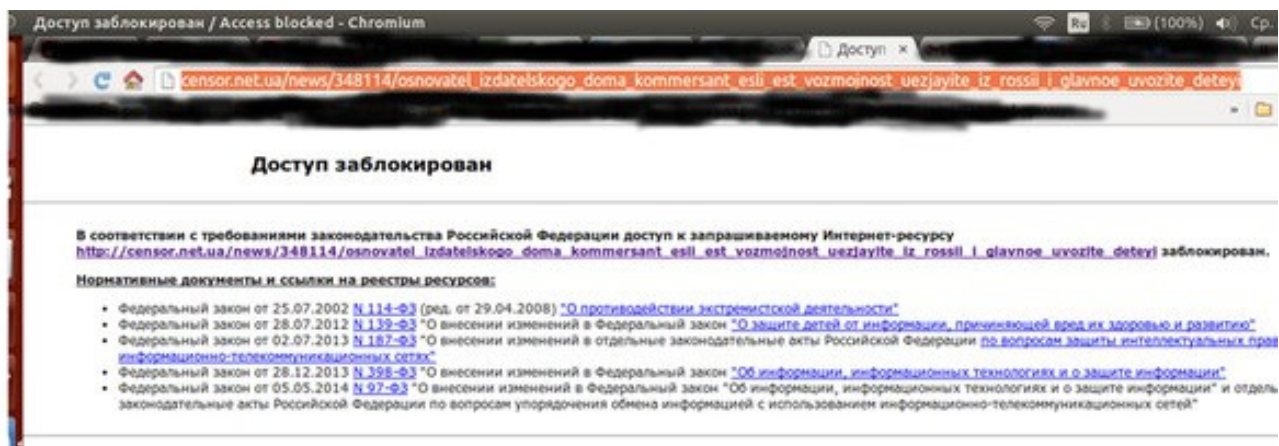 Доступ заблокирован / Access blocked - Chromium
Ru (100%) Ср.
Доступ ×
censor.net.ua/news/348114/osnovatel_izdatelskogo_doma_kommersant_esli_est_vozmojnost_uezjayite_iz_rossii_i_glavnoe_uvozite_deteyi
Доступ заблокирован
В соответствии с требованиями законодательства Российской Федерации доступ к запрашиваемому Интернет-ресурсу
http://censor.net.ua/news/348114/osnovatel_izdatelskogo_doma_kommersant_esli_est_vozmojnost_uezjayite_iz_rossii_i_glavnoe_uvozite_deteyi заблокирован.
Нормативные документы и ссылки на реестры ресурсов:
• Федеральный закон от 25.07.2002 N 114-ФЗ (ред. от 29.04.2008) "О противодействии экстремистской деятельности"
• Федеральный закон от 28.07.2012 N 139-ФЗ "О внесении изменений в Федеральный закон "О защите детей от информации, причиняющей вред их здоровью и развитию"
• Федеральный закон от 02.07.2013 N 187-ФЗ "О внесении изменений в отдельные законодательные акты Российской Федерации по вопросам защиты интеллектуальных прав
информационно-телекоммуникационных сетях"
• Федеральный закон от 28.12.2013 N 398-ФЗ "О внесении изменений в Федеральный закон "Об информации, информационных технологиях и о защите информации"
• Федеральный закон от 05.05.2014 N 97-ФЗ "О внесении изменений в Федеральный закон "Об информации, информационных технологиях и о защите информации" и отдель
законодательные акты Российской Федерации по вопросам упорядочения обмена информацией с использованием информационно-телекоммуникационных сетей"